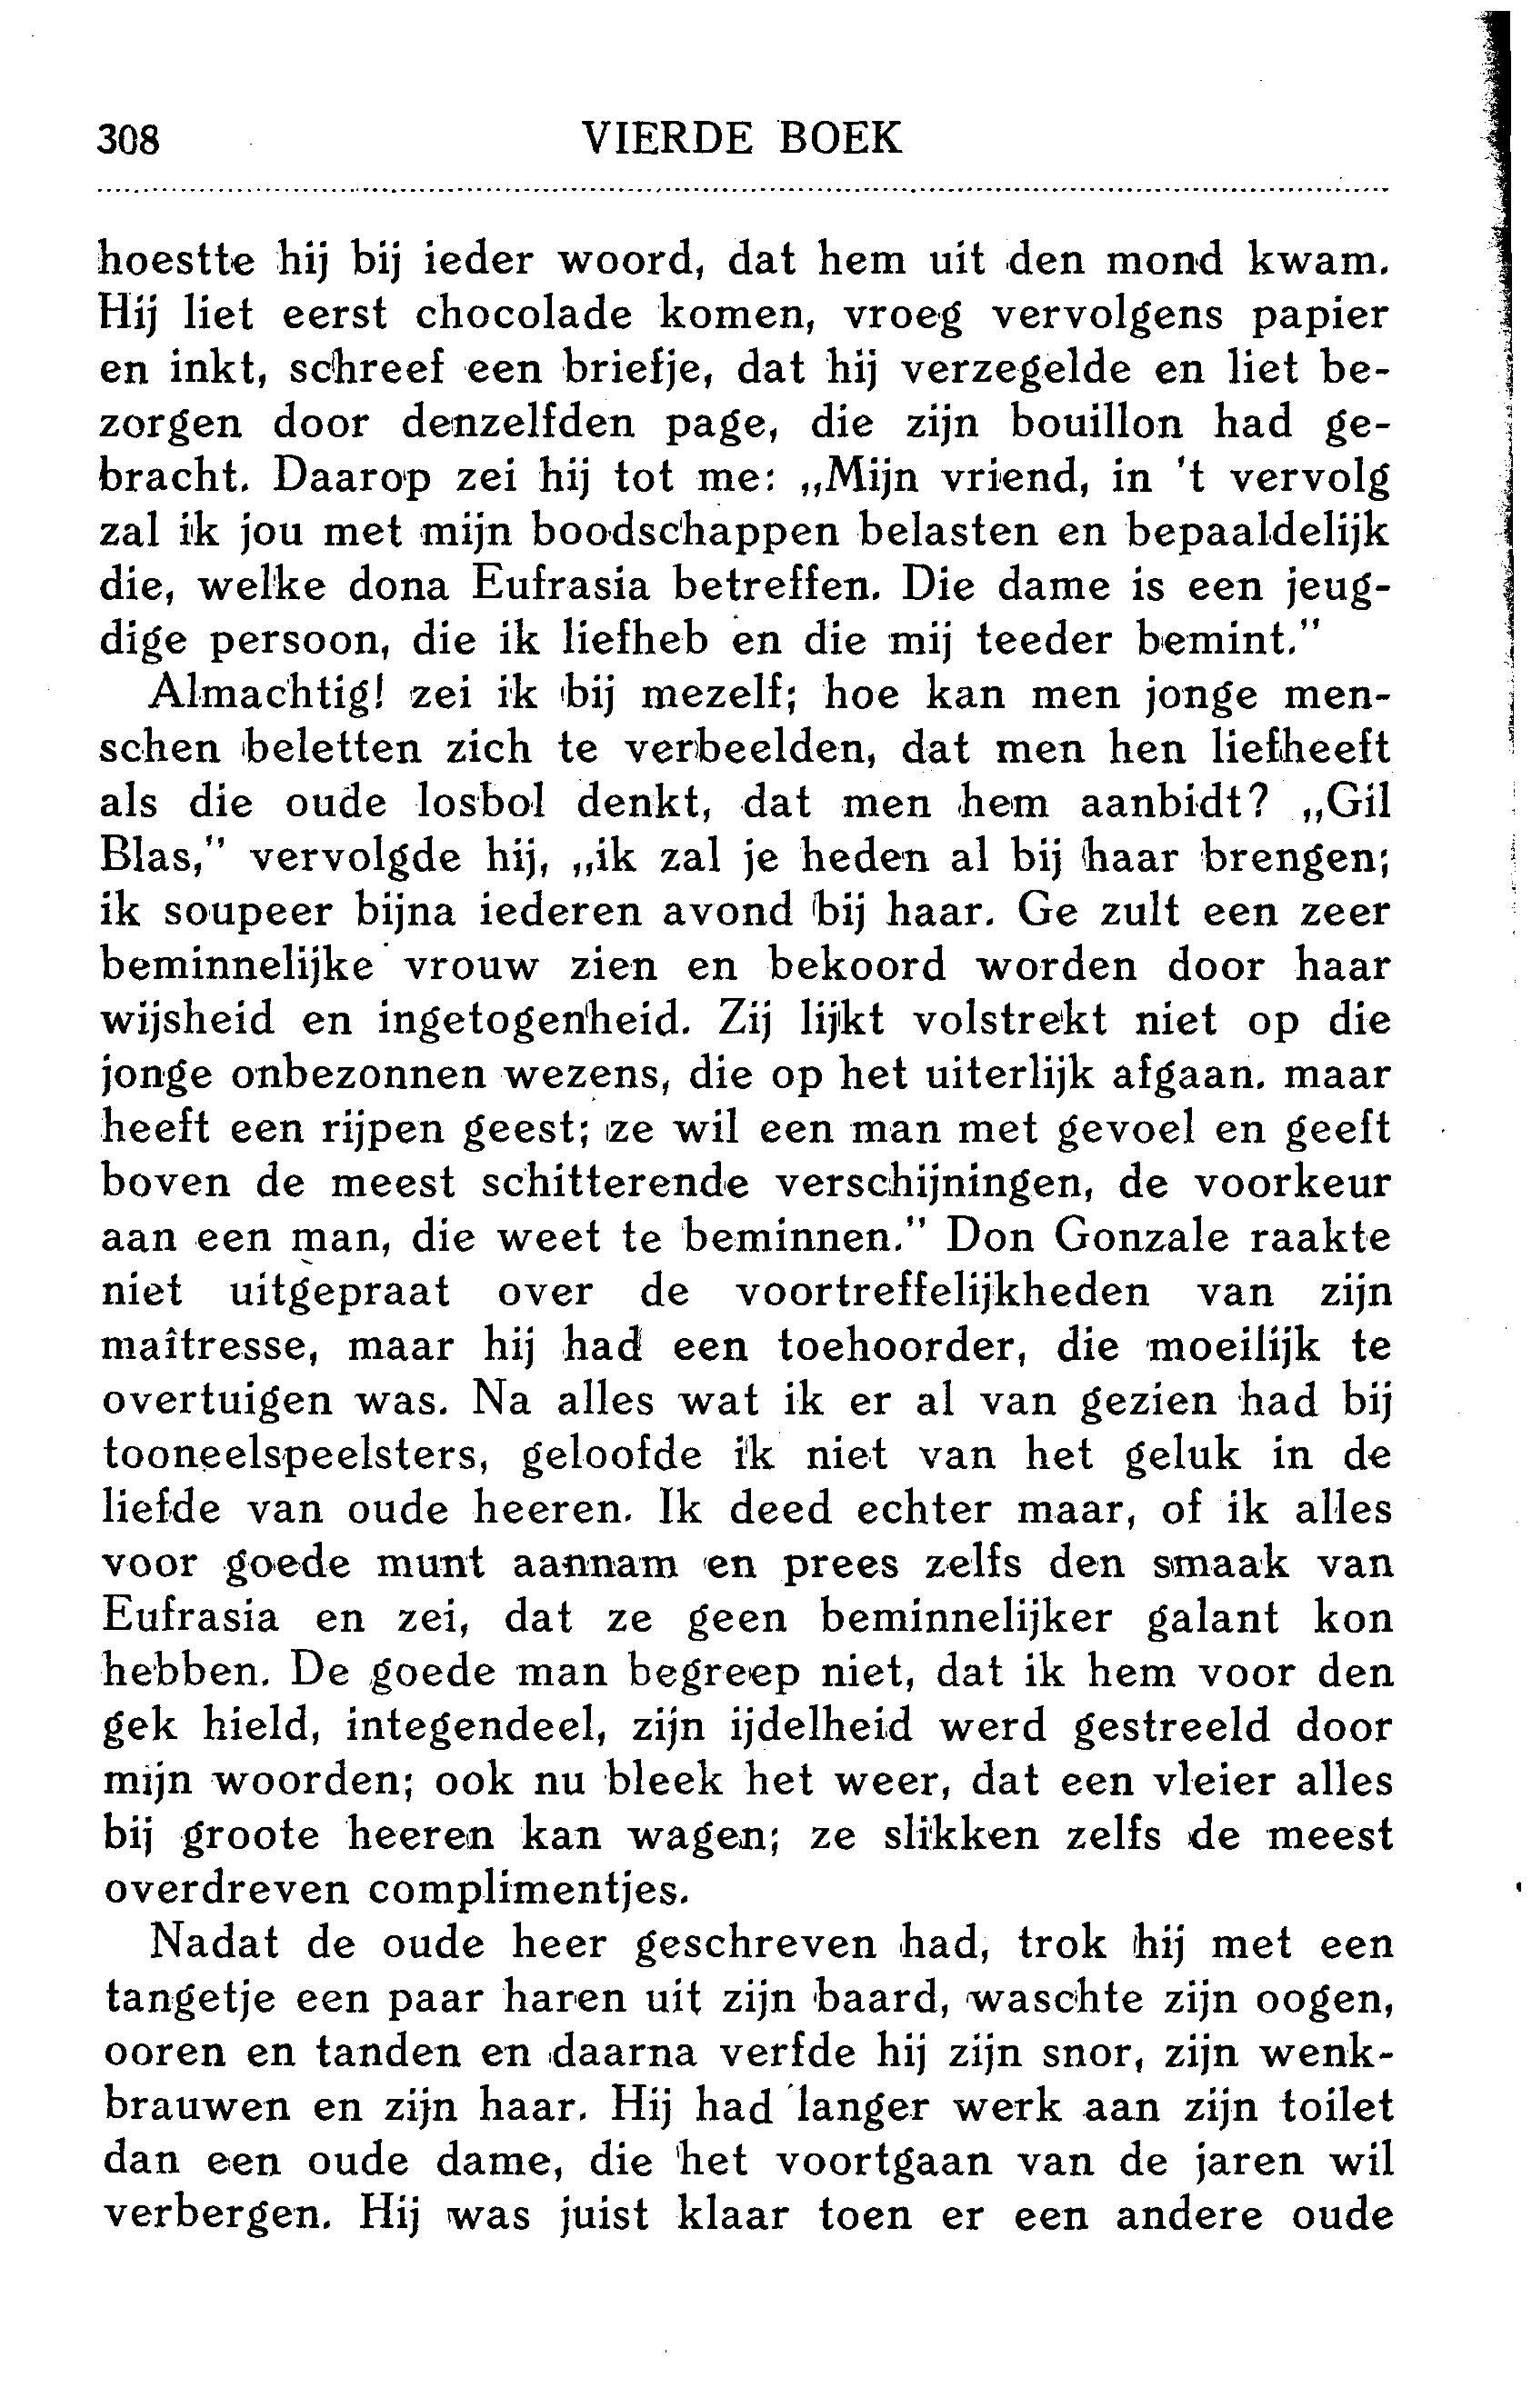 308 VIERDE BOEK
hoestte hij bij ieder woord, dat hem uit den mond kwam.
Hij liet eerst chocolade komen, vroeg vervolgens papier
en inkt, schreef een briefje, dat hij verzegelde en liet be-
zorgen door denzelfden page, die zijn bouillon had ge-
bracht. Daarop zei hij tot me: „Mijn vriend, in 't vervolg
zal ik jou met mijn boodschappen belasten en bepaaldelijk
die, welke dona Eufrasia betreffen. Die dame is een jeug-
dige persoon, die ik liefheb en die mij teeder bemint."
Almachtig! zei ik bij mezelf; hoe kan men jonge men-
schen beletten zich te verbeelden, dat men hen liefheeft
als die oude losbol denkt, dat men hem aanbidt? „Gil
Blas," vervolgde hij, „ik zal je heden al bij haar brengen;
ik soupeer bijna iederen avond bij haar. Ge zult een zeer
beminnelijke vrouw zien en bekoord worden door haar
wijsheid en ingetogenheid. Zij lijkt volstrekt niet op die
jonge onbezonnen wezens, die op het uiterlijk afgaan. maar
heeft een rijpen geest; ze wil een man met gevoel en geeft
boven de meest schitterende verschijningen, de voorkeur
aan een man, die weet te beminnen." Don Gonzale raakte
niet uitgepraat over de voortreffelijkheden van zijn
maîtresse, maar hij had een toehoorder, die moeilijk te
overtuigen was. Na alles wat ik er al van gezien had bij
tooneelspeelsters, geloofde ik niet van het geluk in de
liefde van oude heeren. Ik deed echter maar, of ik alles
voor goede munt aannam en prees zelfs den smaak van
Eufrasia en zei, dat ze geen beminnelijker galant kon
hebben. De goede man begreep niet, dat ik hem voor den
gek hield, integendeel, zijn ijdelheid werd gestreeld door
mijn woorden; ook nu bleek het weer, dat een vleier alles
bij groote heeren kan wagen; ze slikken zelfs de meest
overdreven complimentjes.
Nadat de oude heer geschreven had, trok hij met een
tangetje een paar haren uit zijn baard, waschte zijn oogen,
ooren en tanden en daarna verfde hij zijn snor, zijn wenk-
brauwen en zijn haar. Hij had langer werk aan zijn toilet
dan een oude dame, die het voortgaan van de jaren wil
verbergen. Hij was juist klaar toen er een andere oude